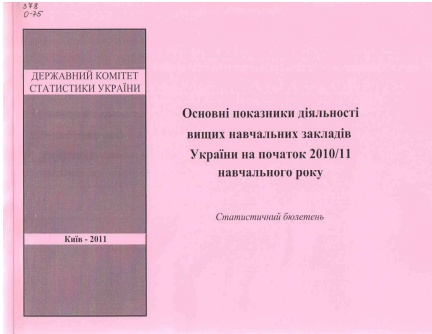 378
О-75
ДЕРЖАВНИЙ КОМІТЕТ
СТАТИСТИКИ УКРАЇНИ
Основні показники діяльності
вищих навчальних закладів
України на початок 2010/11
навчального року
Статистичний бюлетень
Київ - 2011